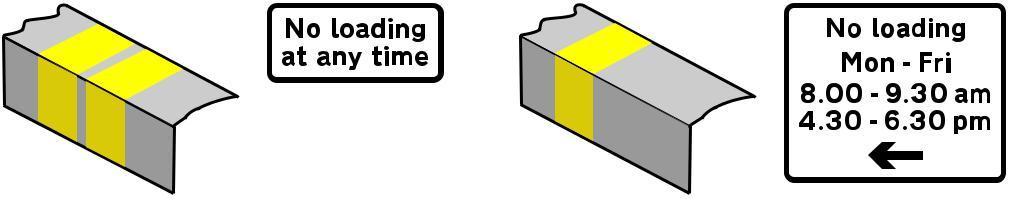 No loading
at any time
No loading
Mon - Fri
8.00 - 9.30 am
4.30 - 6.30 pm